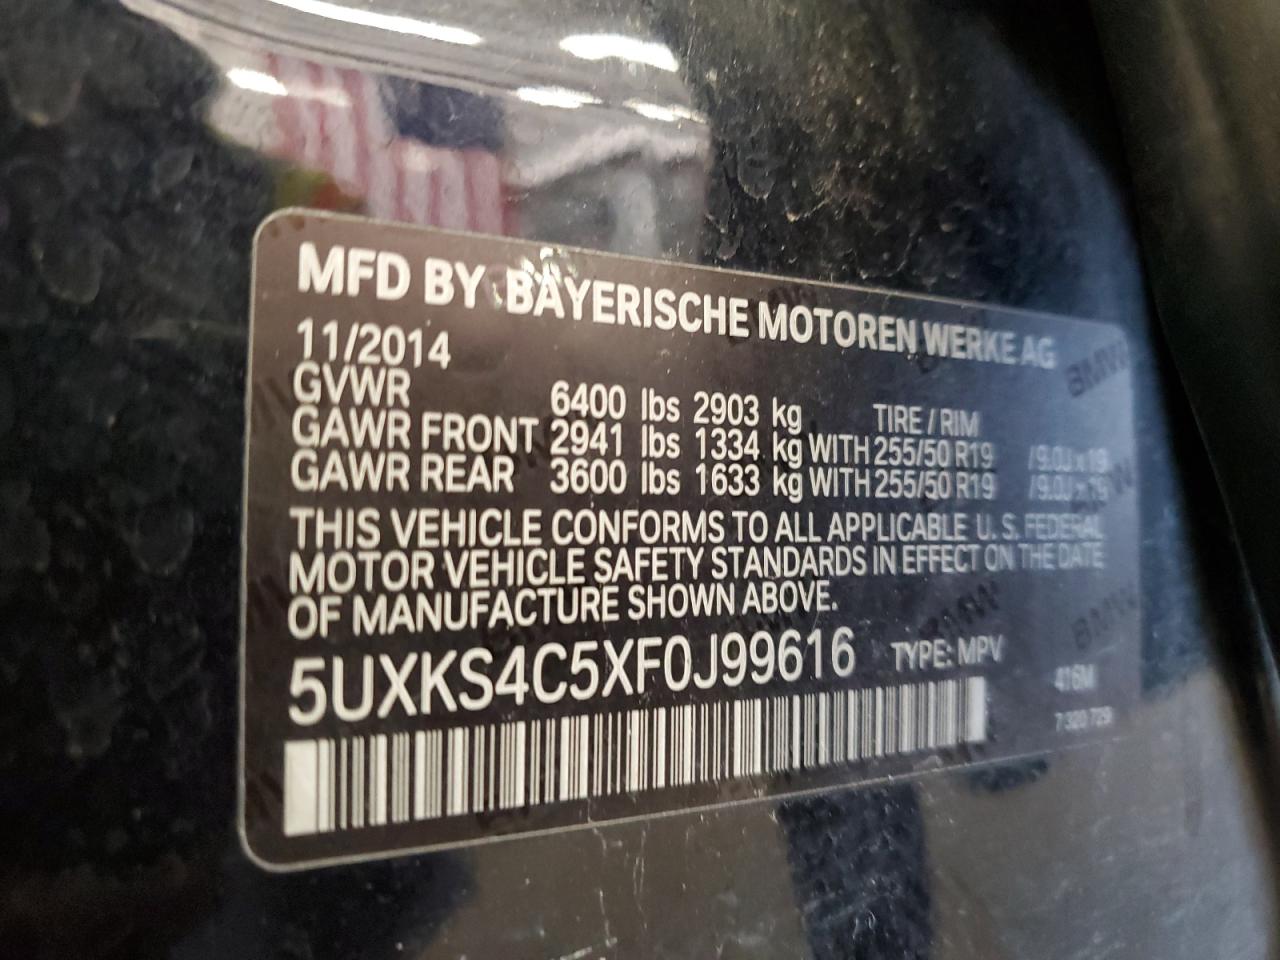 MFD BY BAYERISCHE MOTOREN WERKE AG
11/2014
GVWR 6400 lbs 2903 kg TIRE / RIM
GAWR FRONT 2941 lbs 1334 kg WITH 255/50 R19 /9.0J x 19
GAWR REAR 3600 lbs 1633 kg WITH 255/50 R19 /9.0J x 19
THIS VEHICLE CONFORMS TO ALL APPLICABLE U.S. FEDERAL
MOTOR VEHICLE SAFETY STANDARDS IN EFFECT ON THE DATE
OF MANUFACTURE SHOWN ABOVE.
5UXKS4C5XF0J99616 TYPE: MPV
416M
7 320 729